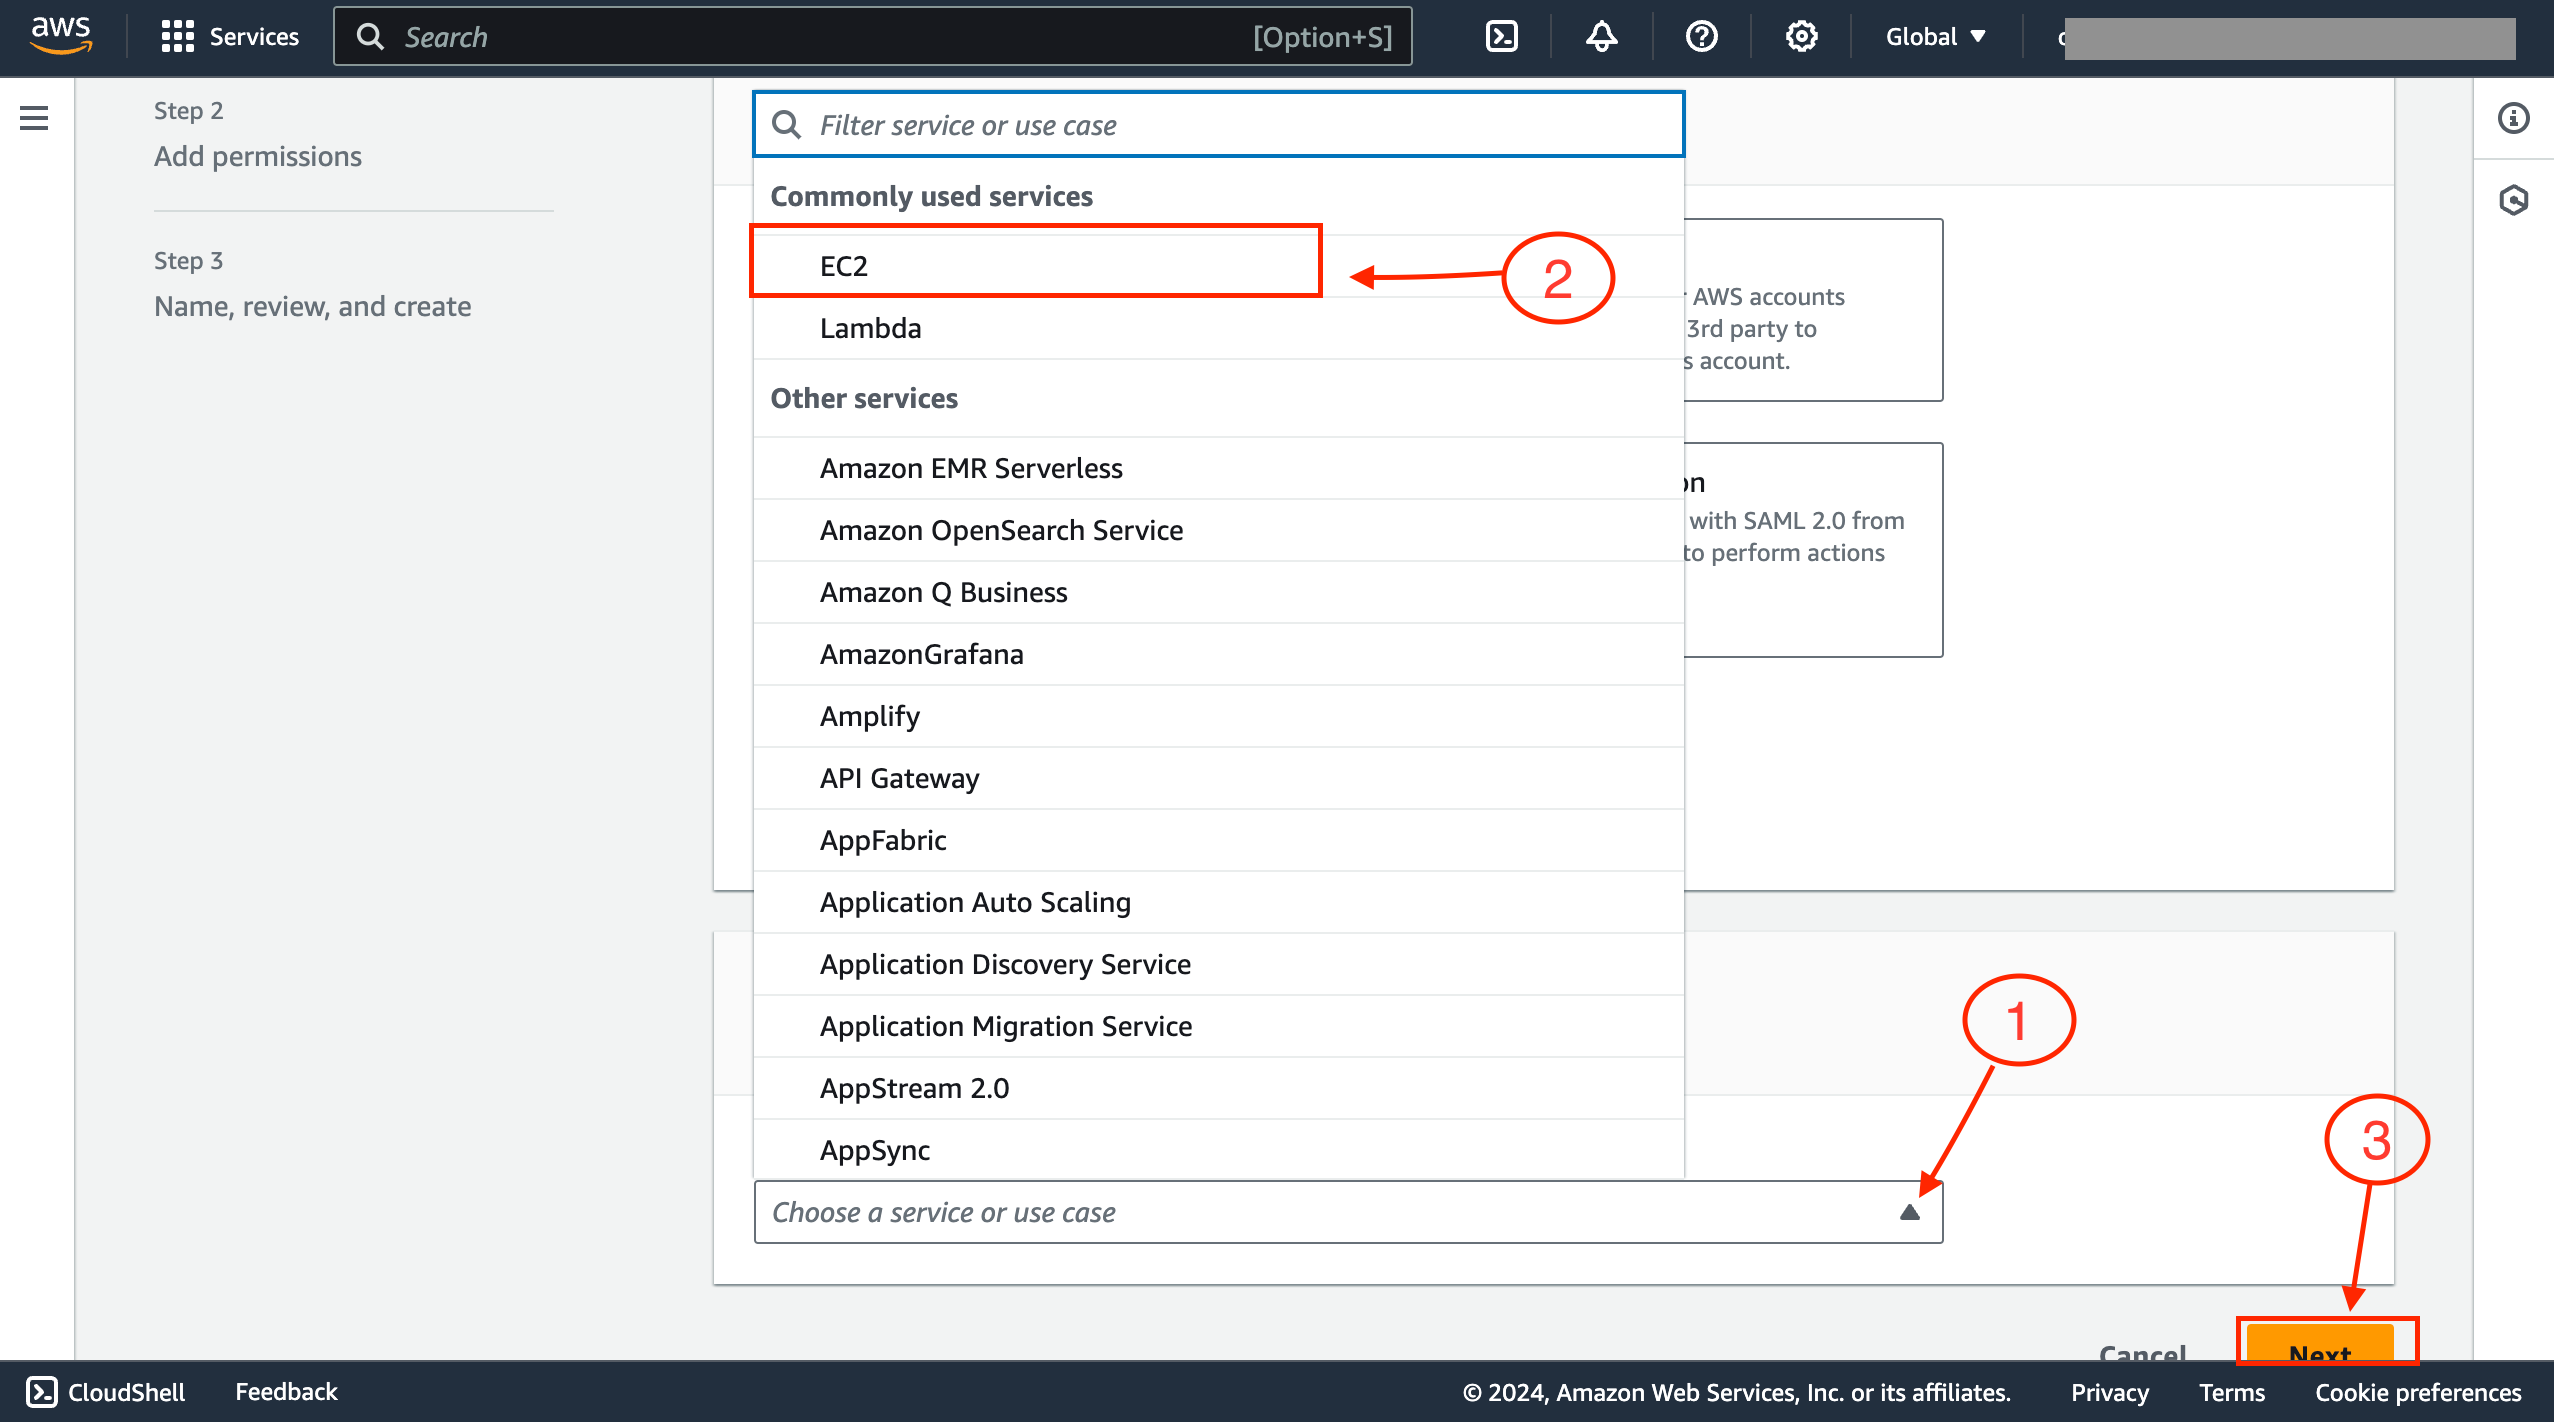 aws
Services
Search
[Option+S]
Global
Step 2
Add permissions
Step 3
Name, review, and create
Filter service or use case
Commonly used services
EC2
2
Lambda
Other services
Amazon EMR Serverless
Amazon OpenSearch Service
Amazon Q Business
AmazonGrafana
Amplify
API Gateway
AppFabric
Application Auto Scaling
Application Discovery Service
Application Migration Service
AppStream 2.0
AppSync
AWS accounts
3rd party to
s account.
on
with SAML 2.0 from
to perform actions
1
Choose a service or use case
3
Cancel
Next
CloudShell
Feedback
© 2024, Amazon Web Services, Inc. or its affiliates.
Privacy
Terms
Cookie preferences